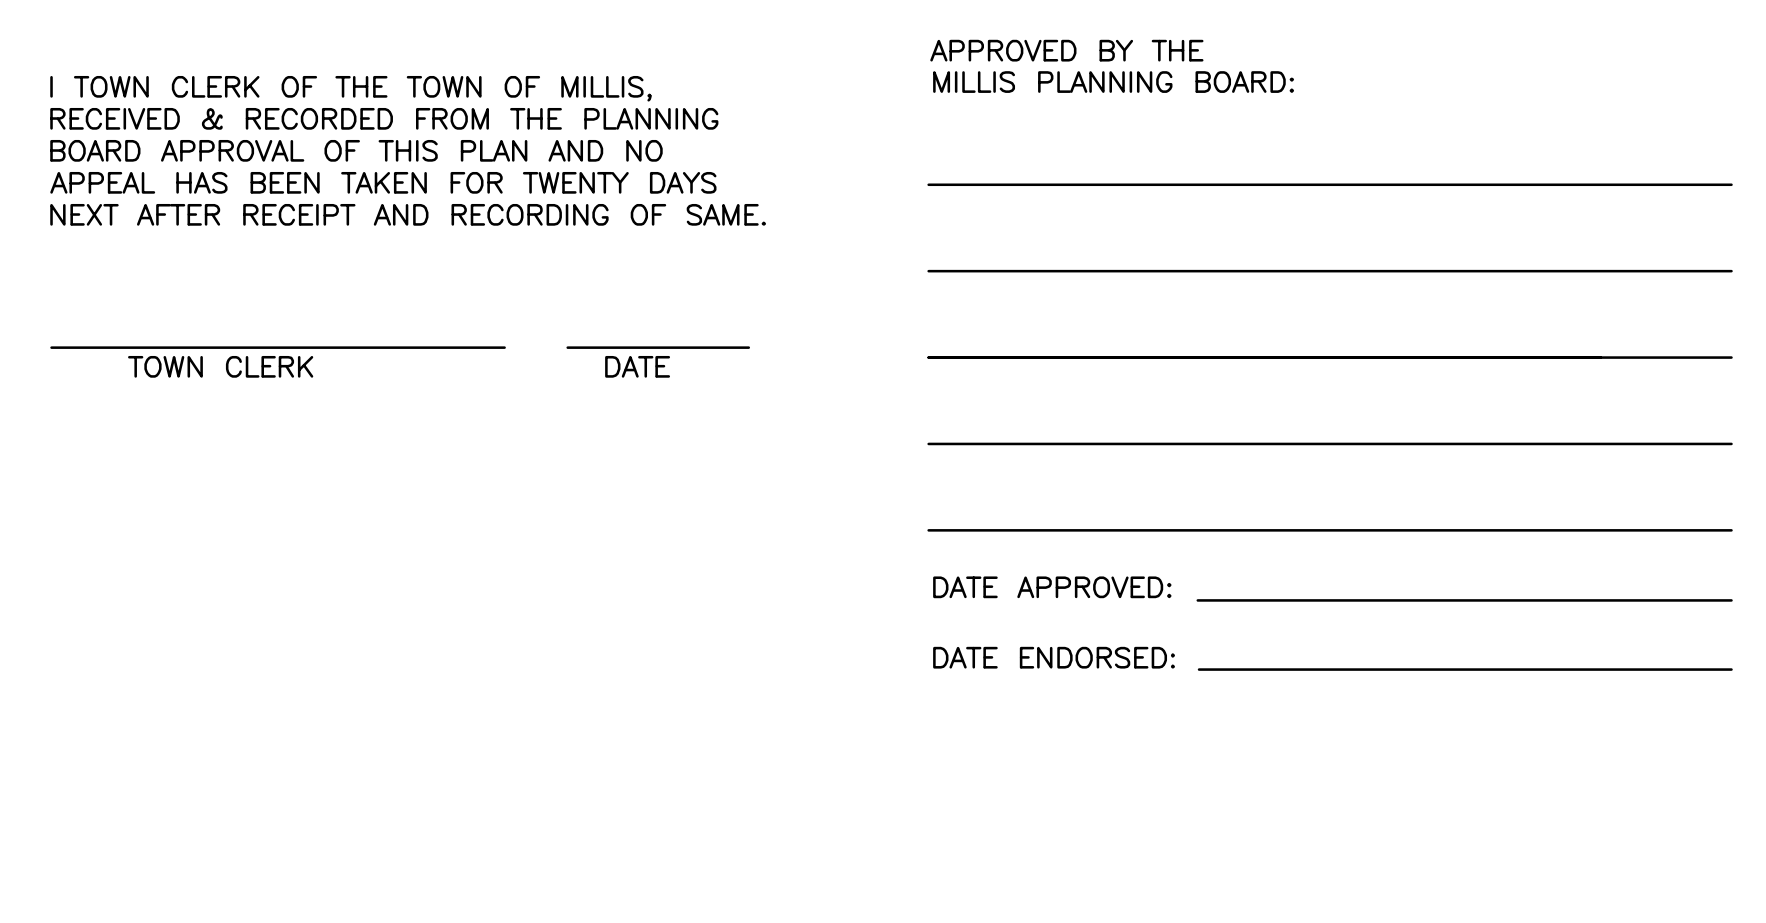 I TOWN CLERK OF THE TOWN OF MILLIS,
RECEIVED & RECORDED FROM THE PLANNING
BOARD APPROVAL OF THIS PLAN AND NO
APPEAL HAS BEEN TAKEN FOR TWENTY DAYS
NEXT AFTER RECEIPT AND RECORDING OF SAME.
TOWN CLERK DATE
APPROVED BY THE
MILLIS PLANNING BOARD:
DATE APPROVED:
DATE ENDORSED: